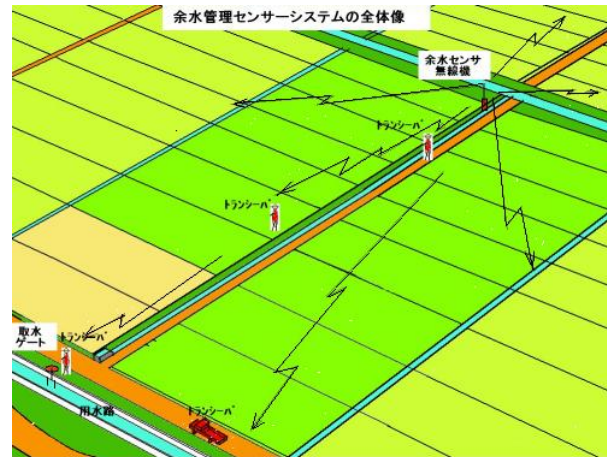 余水管理センサーシステムの全体像
余水センサ
無線機
トランシーバ
トランシーバ
取水
ゲート
トランシーバ
用水路
トランシーバ